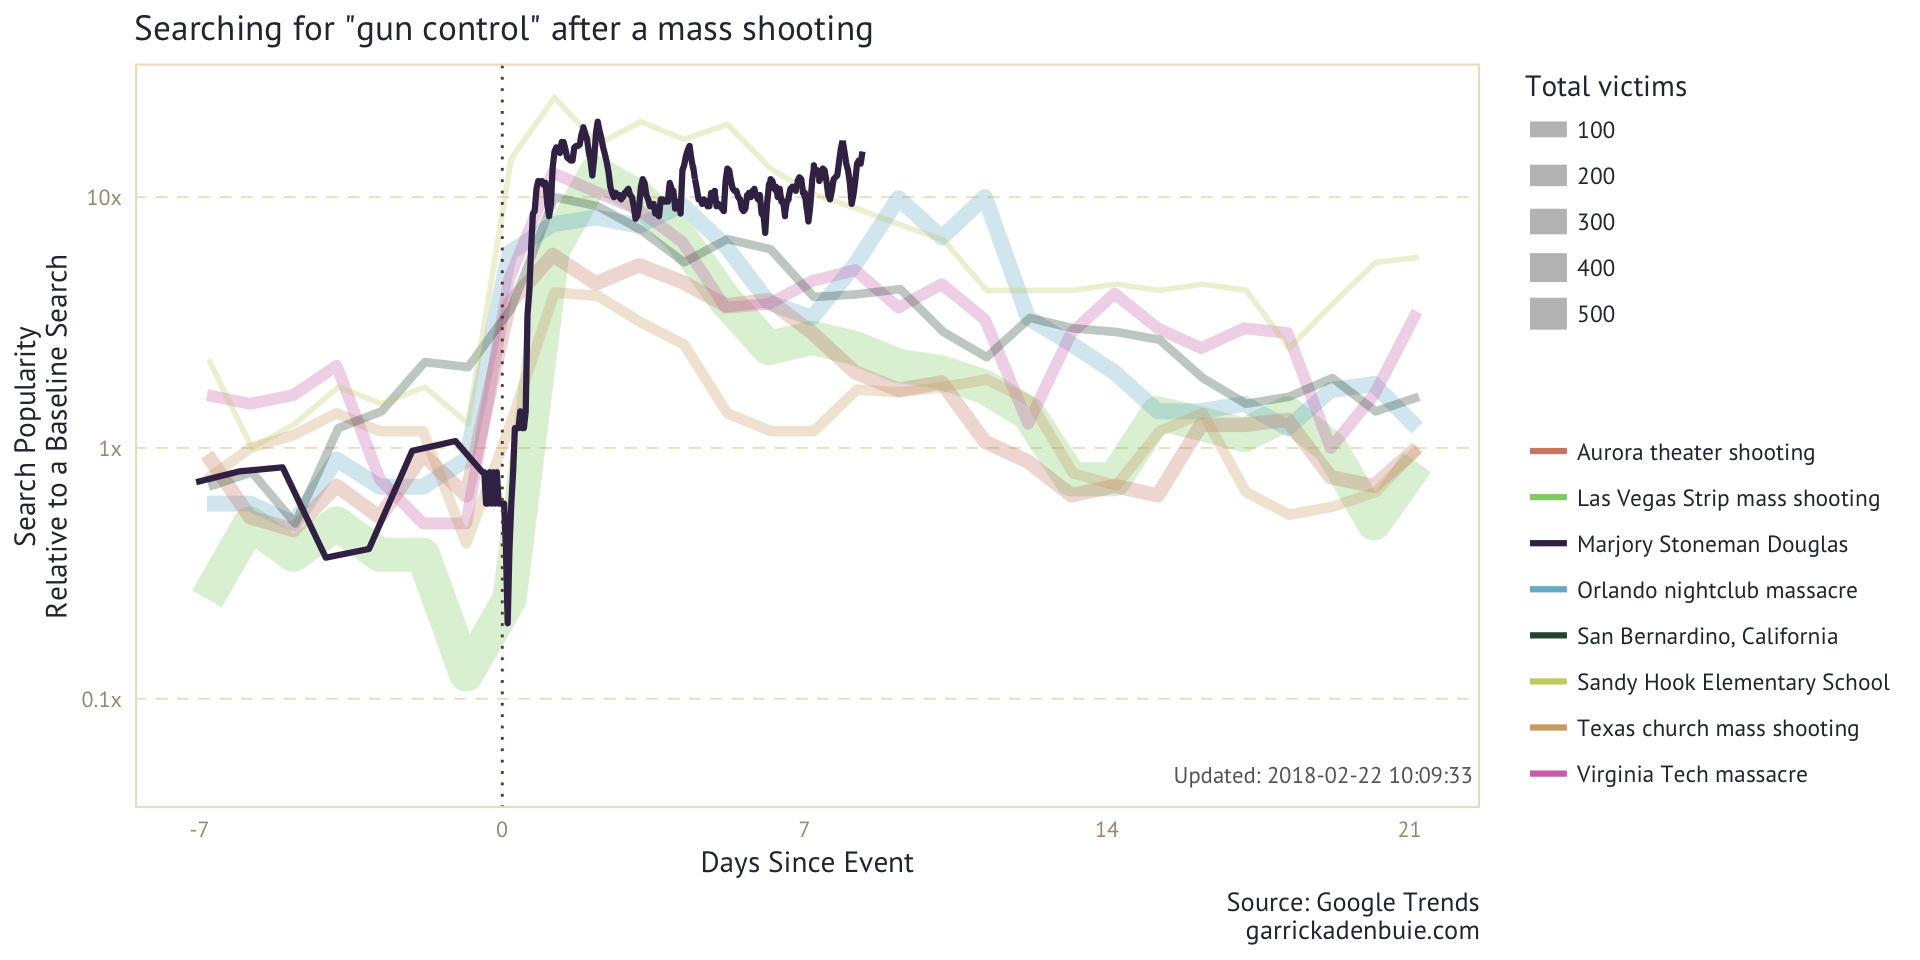 Searching for "gun control" after a mass shooting
Search Popularity
Relative to a Baseline Search
10x
1x
0.1x
-7
0
7
14
21
Days Since Event
Updated: 2018-02-22 10:09:33
Total victims
100
200
300
400
500
Aurora theater shooting
Las Vegas Strip mass shooting
Marjory Stoneman Douglas
Orlando nightclub massacre
San Bernardino, California
Sandy Hook Elementary School
Texas church mass shooting
Virginia Tech massacre
Source: Google Trends
garrickadenbuie.com